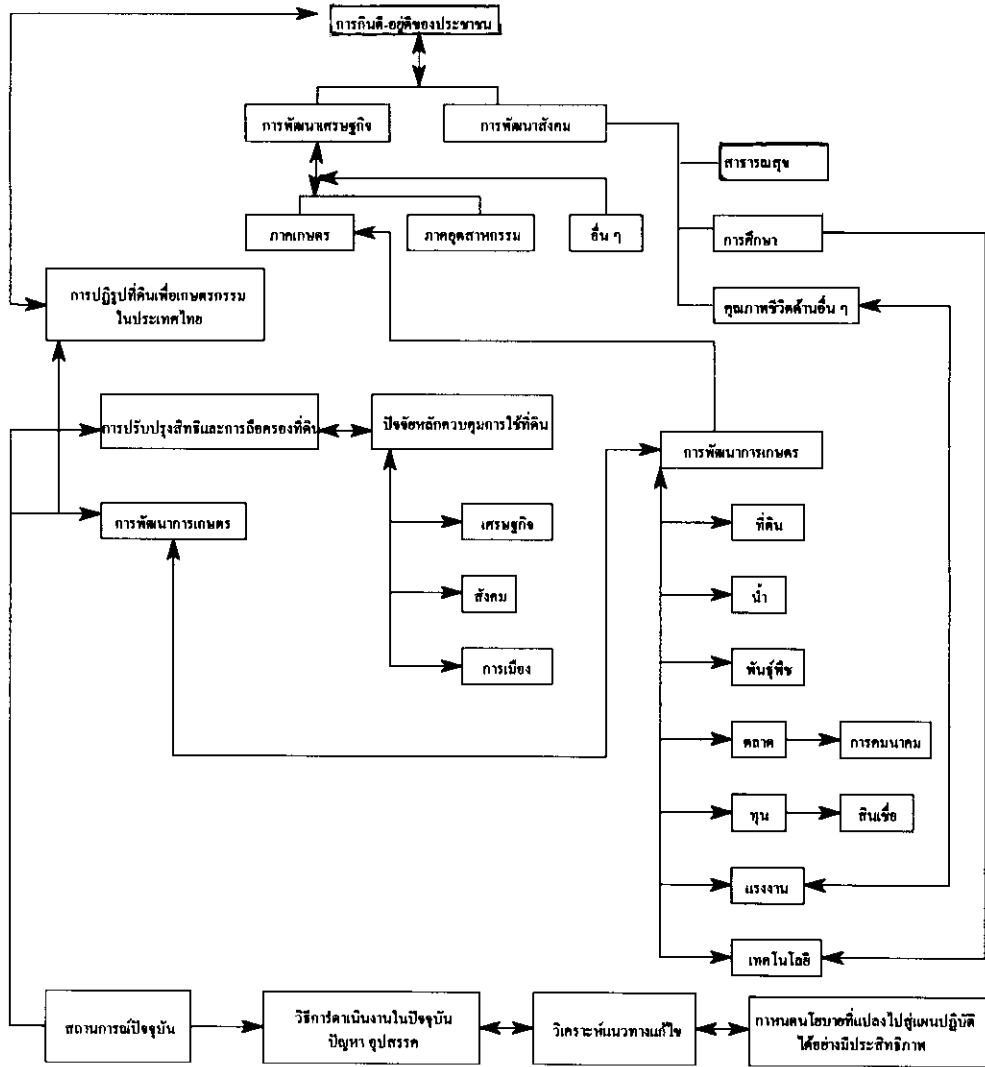 การกินดี-อยู่ดีของประชาชน
การพัฒนาเศรษฐกิจ
การพัฒนาสังคม
สาธารณสุข
ภาคเกษตร
ภาคอุตสาหกรรม
อื่น ๆ
การศึกษา
การปฏิรูปที่ดินเพื่อเกษตรกรรม
ในประเทศไทย
คุณภาพชีวิตด้านอื่น ๆ
การปรับปรุงสิทธิและการถือครองที่ดิน
ปัจจัยหลักควบคุมการใช้ที่ดิน
การพัฒนาการเกษตร
การพัฒนาการเกษตร
เศรษฐกิจ
ที่ดิน
สังคม
น้ำ
การเมือง
พันธุ์พืช
ตลาด
การคมนาคม
ทุน
สินเชื่อ
แรงงาน
เทคโนโลยี
สถานการณ์ปัจจุบัน
วิธีการดำเนินงานในปัจจุบัน
ปัญหา อุปสรรค
วิเคราะห์แนวทางแก้ไข
กำหนดนโยบายที่แปลงไปสู่แผนปฏิบัติ
ได้อย่างมีประสิทธิภาพ